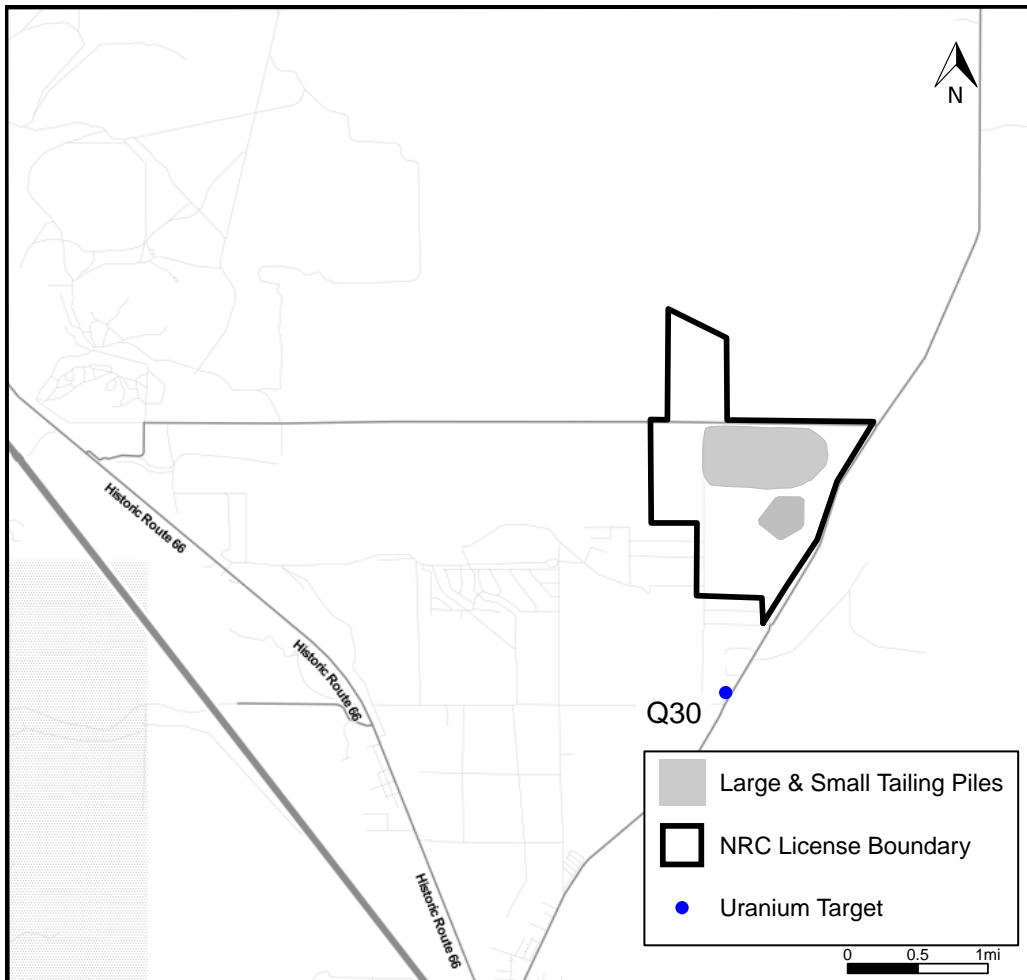 N
Historic Route 66
Historic Route 66
Q30
Large & Small Tailing Piles
NRC License Boundary
Uranium Target
Historic Route 66
0 0.5 1mi